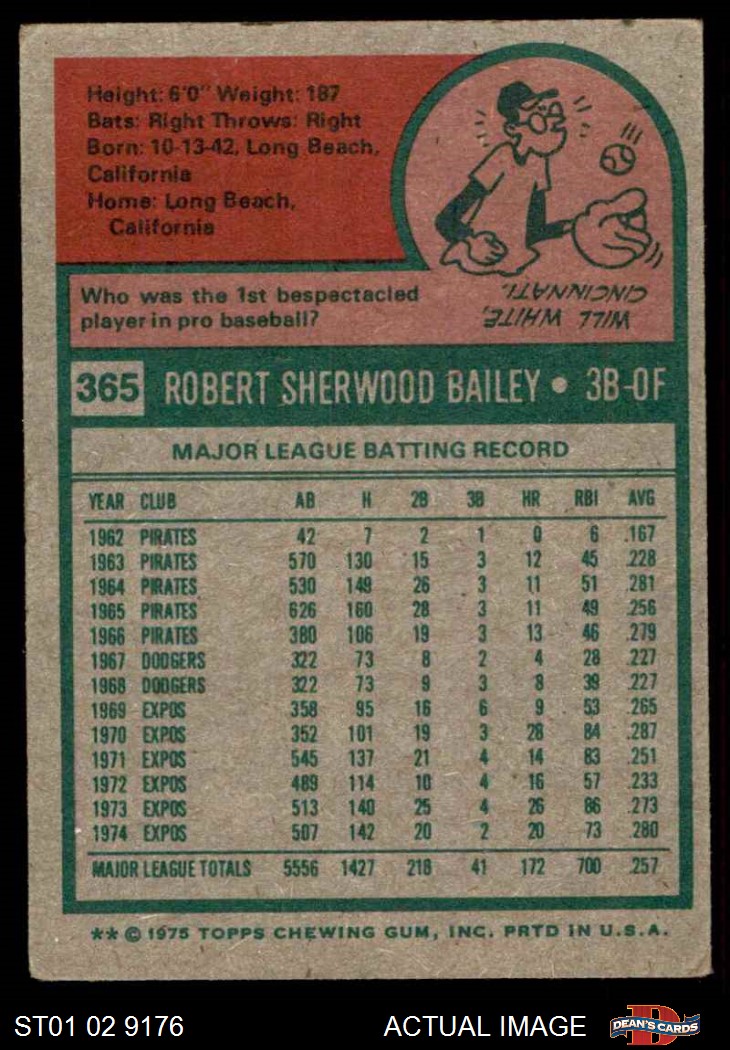 Height: 6'0" Weight: 187
Bats: Right Throws: Right
Born: 10-13-42, Long Beach,
California
Home: Long Beach,
California
Who was the 1st bespectacled
player in pro baseball?
WILL WHITE,
CINCINNATI.
365 ROBERT SHERWOOD BAILEY • 3B-OF
MAJOR LEAGUE BATTING RECORD
YEAR CLUB AB H 2B 3B HR RBI AVG
1962 PIRATES 42 7 2 1 0 6 .167
1963 PIRATES 570 130 15 3 12 45 .228
1964 PIRATES 530 149 26 3 11 51 .281
1965 PIRATES 626 160 28 3 11 49 .256
1966 PIRATES 380 106 19 3 13 46 .279
1967 DODGERS 322 73 8 2 4 28 .227
1968 DODGERS 322 73 9 3 8 39 .227
1969 EXPOS 358 95 16 6 9 53 .265
1970 EXPOS 352 101 19 3 28 84 .287
1971 EXPOS 545 137 21 4 14 83 .251
1972 EXPOS 489 114 10 4 16 57 .233
1973 EXPOS 513 140 25 4 26 86 .273
1974 EXPOS 507 142 20 2 20 73 .280
MAJOR LEAGUE TOTALS 5556 1427 218 41 172 700 .257
** © 1975 TOPPS CHEWING GUM, INC. PRTD IN U.S.A.
ST01 02 9176 ACTUAL IMAGE DEAN'S CARDS